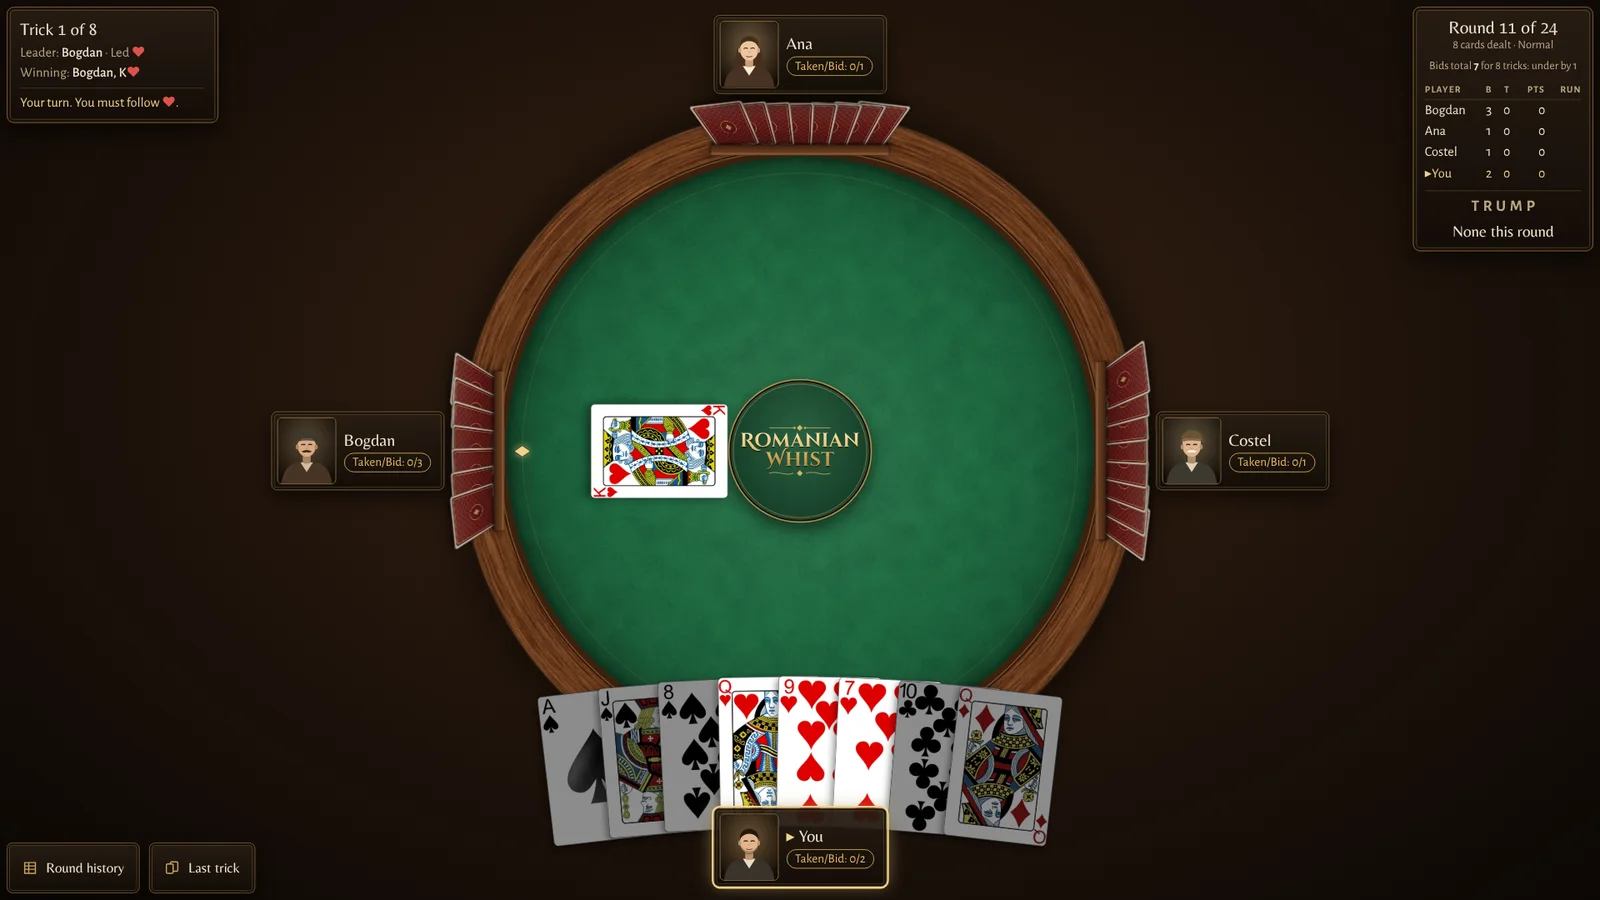 Trick 1 of 8
Leader: Bogdan · Led ♥
Winning: Bogdan, K♥
Your turn. You must follow ♥.
Ana
Taken/Bid: 0/1
Round 11 of 24
8 cards dealt · Normal
Bids total 7 for 8 tricks: under by 1
PLAYER B T PTS RUN
Bogdan 3 0 0
Ana 1 0 0
Costel 1 0 0
▸You 2 0 0
TRUMP
None this round
Bogdan
Taken/Bid: 0/3
K
K
ROMANIAN
WHIST
Costel
Taken/Bid: 0/1
A J 8 Q 9 7 10 Q
Q
▸ You
Taken/Bid: 0/2
Round history
Last trick